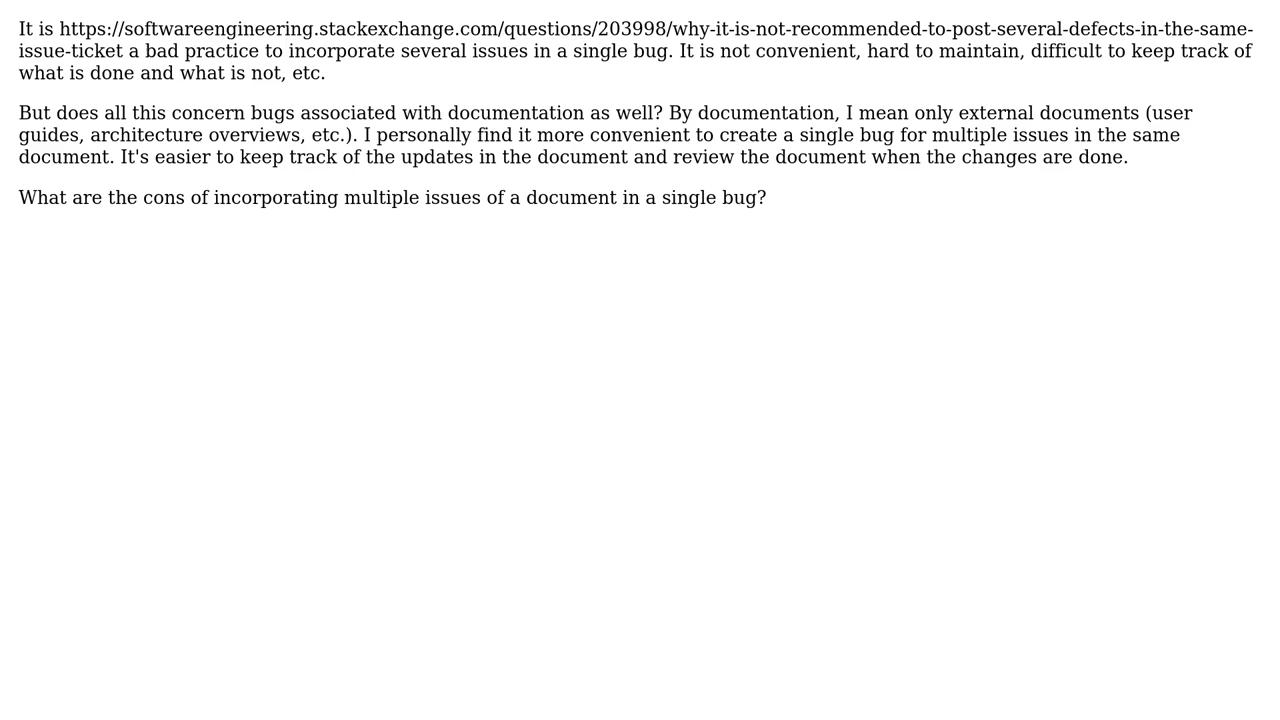 It is https://softwareengineering.stackexchange.com/questions/203998/why-it-is-not-recommended-to-post-several-defects-in-the-same-
issue-ticket a bad practice to incorporate several issues in a single bug. It is not convenient, hard to maintain, difficult to keep track of
what is done and what is not, etc.
But does all this concern bugs associated with documentation as well? By documentation, I mean only external documents (user
guides, architecture overviews, etc.). I personally find it more convenient to create a single bug for multiple issues in the same
document. It's easier to keep track of the updates in the document and review the document when the changes are done.
What are the cons of incorporating multiple issues of a document in a single bug?